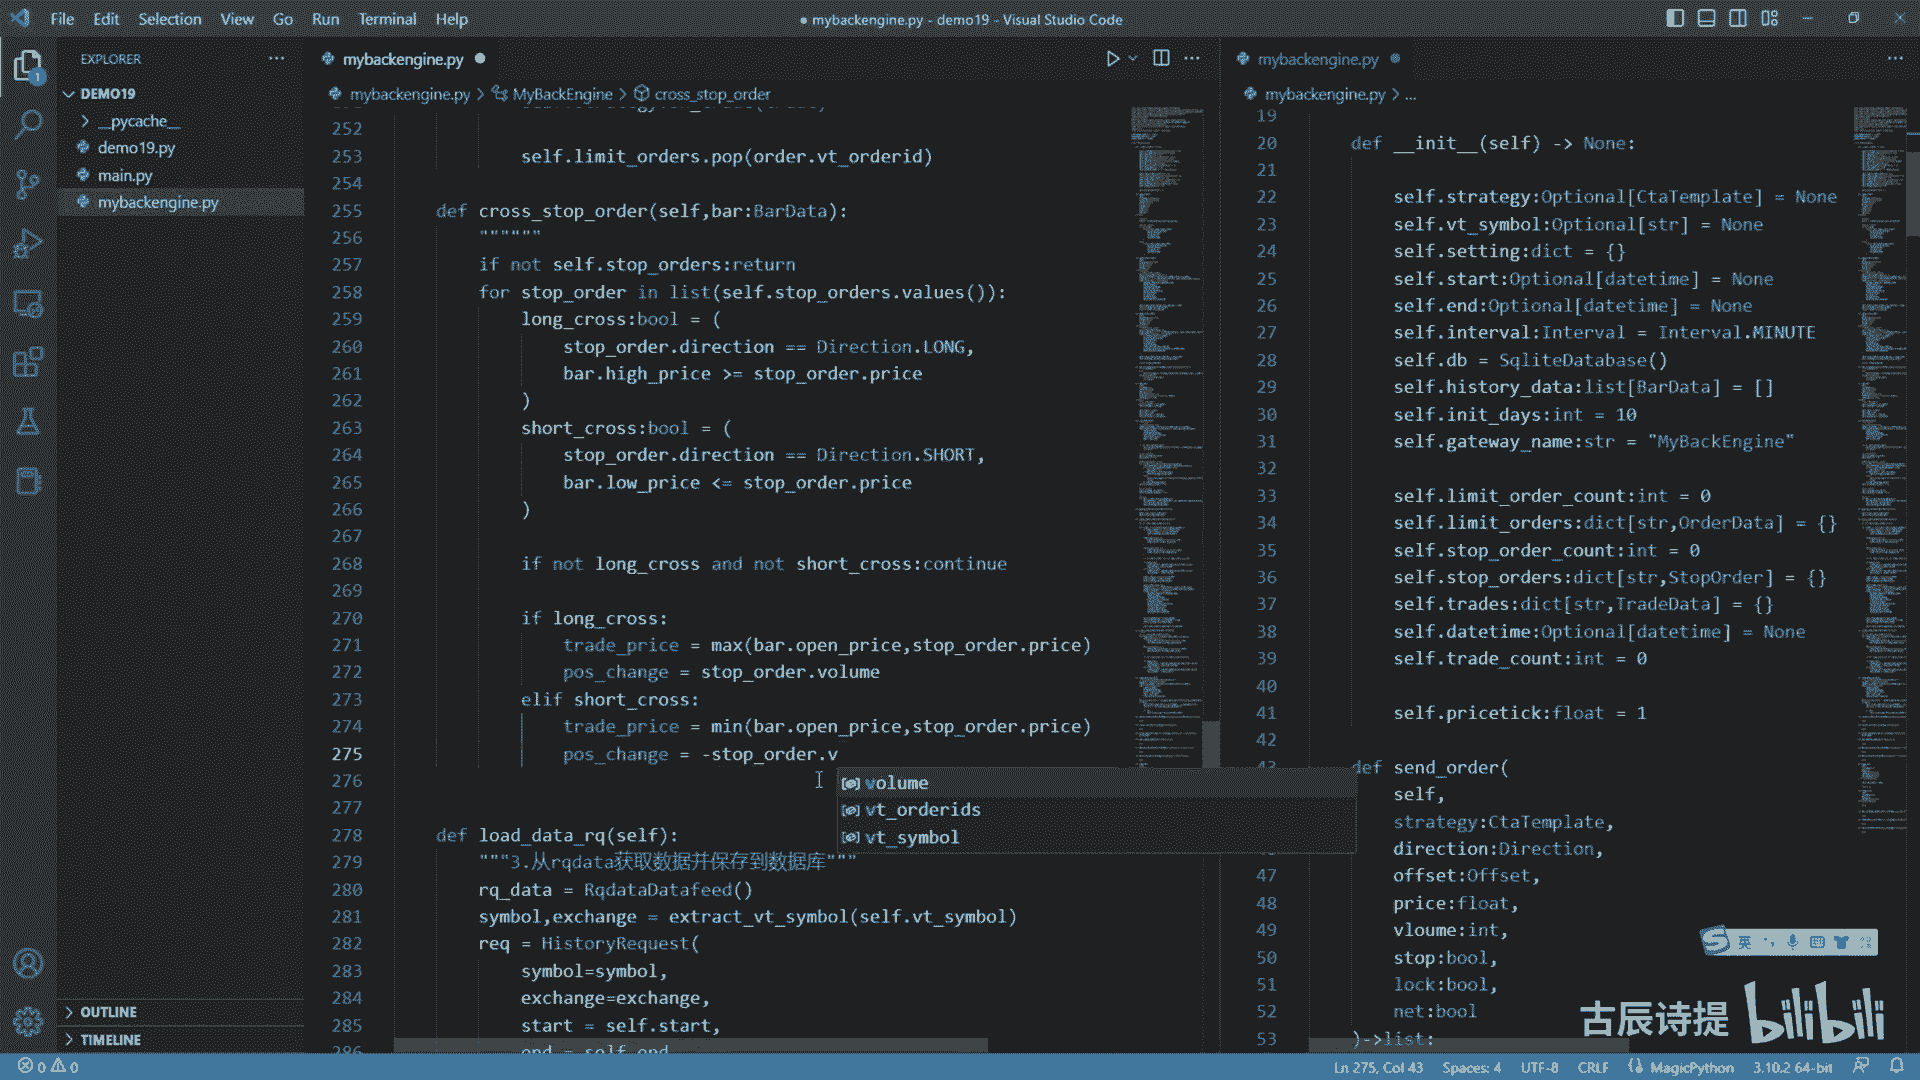 File Edit Selection View Go Run Terminal Help
● mybackengine.py - demo19 - Visual Studio Code
EXPLORER
DEMO19
__pycache__
demo19.py
main.py
mybackengine.py
OUTLINE
TIMELINE
mybackengine.py
mybackengine.py > MyBackEngine > cross_stop_order
252
253 self.limit_orders.pop(order.vt_orderid)
254
255 def cross_stop_order(self,bar:BarData):
256 """"""
257 if not self.stop_orders:return
258 for stop_order in list(self.stop_orders.values()):
259 long_cross:bool = (
260 stop_order.direction == Direction.LONG,
261 bar.high_price >= stop_order.price
262 )
263 short_cross:bool = (
264 stop_order.direction == Direction.SHORT,
265 bar.low_price <= stop_order.price
266 )
267
268 if not long_cross and not short_cross:continue
269
270 if long_cross:
271 trade_price = max(bar.open_price,stop_order.price)
272 pos_change = stop_order.volume
273 elif short_cross:
274 trade_price = min(bar.open_price,stop_order.price)
275 pos_change = -stop_order.v
276
277
278 def load_data_rq(self):
279 """3.从rqdata获取数据并保存到数据库"""
280 rq_data = RqdataDatafeed()
281 symbol,exchange = extract_vt_symbol(self.vt_symbol)
282 req = HistoryRequest(
283 symbol=symbol,
284 exchange=exchange,
285 start = self.start,
286 end = self.end
volume
vt_orderids
vt_symbol
mybackengine.py
mybackengine.py > ...
19
20 def __init__(self) -> None:
21
22 self.strategy:Optional[CtaTemplate] = None
23 self.vt_symbol:Optional[str] = None
24 self.setting:dict = {}
25 self.start:Optional[datetime] = None
26 self.end:Optional[datetime] = None
27 self.interval:Interval = Interval.MINUTE
28 self.db = SqliteDatabase()
29 self.history_data:list[BarData] = []
30 self.init_days:int = 10
31 self.gateway_name:str = "MyBackEngine"
32
33 self.limit_order_count:int = 0
34 self.limit_orders:dict[str,OrderData] = {}
35 self.stop_order_count:int = 0
36 self.stop_orders:dict[str,StopOrder] = {}
37 self.trades:dict[str,TradeData] = {}
38 self.datetime:Optional[datetime] = None
39 self.trade_count:int = 0
40
41 self.pricetick:float = 1
42
43 def send_order(
self,
strategy:CtaTemplate,
direction:Direction,
47 offset:Offset,
48 price:float,
49 vloume:int,
50 stop:bool,
51 lock:bool,
52 net:bool
53 )->list:
英
古辰诗提 bilibili
0 0
Ln 275, Col 43 Spaces: 4 UTF-8 CRLF MagicPython 3.10.2 64-bit